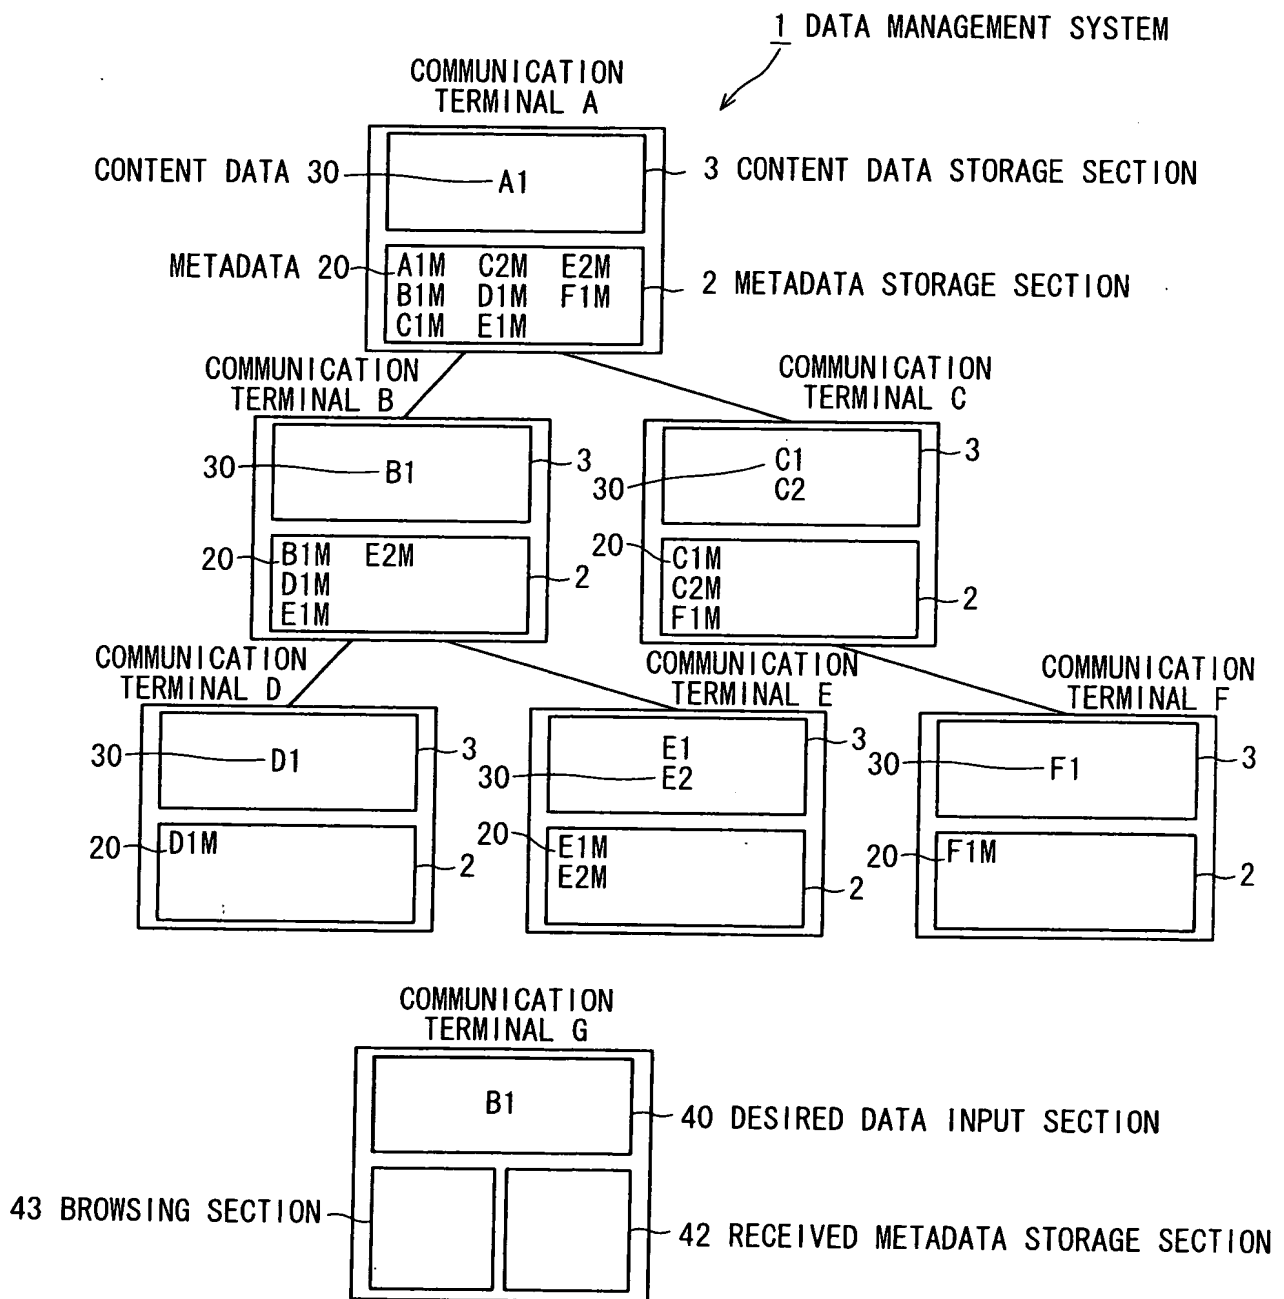 1 DATA MANAGEMENT SYSTEM
COMMUNICATION
TERMINAL A
CONTENT DATA 30
A1
3 CONTENT DATA STORAGE SECTION
METADATA 20
A1M C2M E2M
B1M D1M F1M
C1M E1M
2 METADATA STORAGE SECTION
COMMUNICATION
TERMINAL B
30
B1
3
20
B1M E2M
D1M
E1M
2
COMMUNICATION
TERMINAL C
30
C1
C2
3
20
C1M
C2M
F1M
2
COMMUNICATION
TERMINAL D
30
D1
3
20
D1M
2
COMMUNICATION
TERMINAL E
30
E1
E2
3
20
E1M
E2M
2
COMMUNICATION
TERMINAL F
30
F1
3
20
F1M
2
COMMUNICATION
TERMINAL G
B1
40 DESIRED DATA INPUT SECTION
43 BROWSING SECTION
42 RECEIVED METADATA STORAGE SECTION